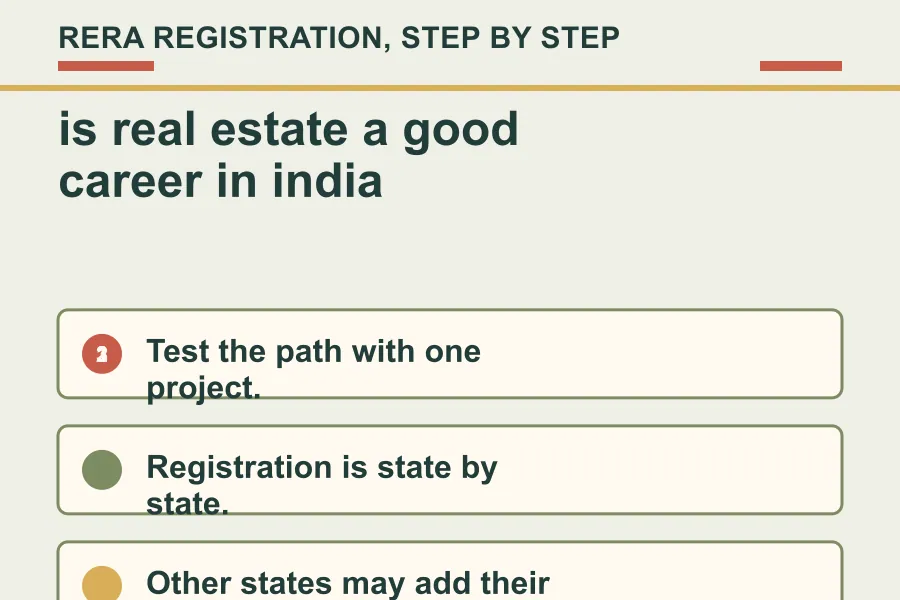 RERA REGISTRATION, STEP BY STEP
is real estate a good
career in india
Test the path with one
project.
Registration is state by
state.
Other states may add their